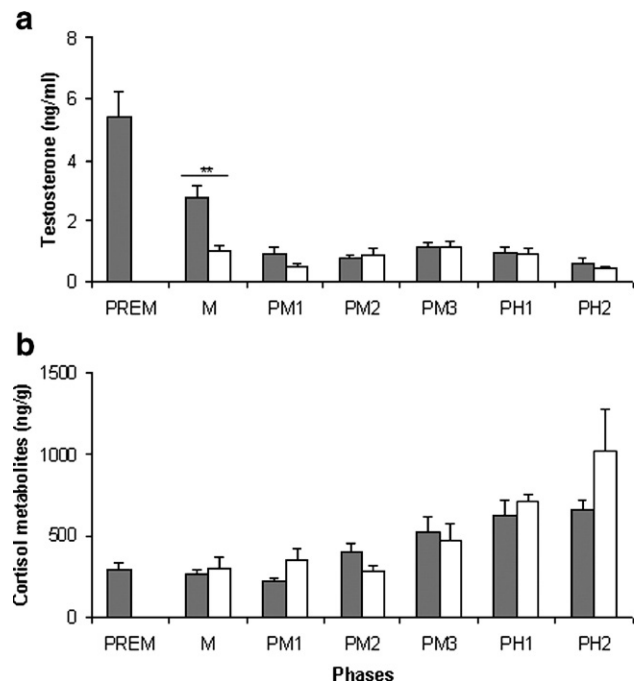 a
Testosterone (ng/ml)
8
6
4
2
0
**
PREM M PM1 PM2 PM3 PH1 PH2
b
Cortisol metabolites (ng/g)
1500
1000
500
0
PREM M PM1 PM2 PM3 PH1 PH2
Phases